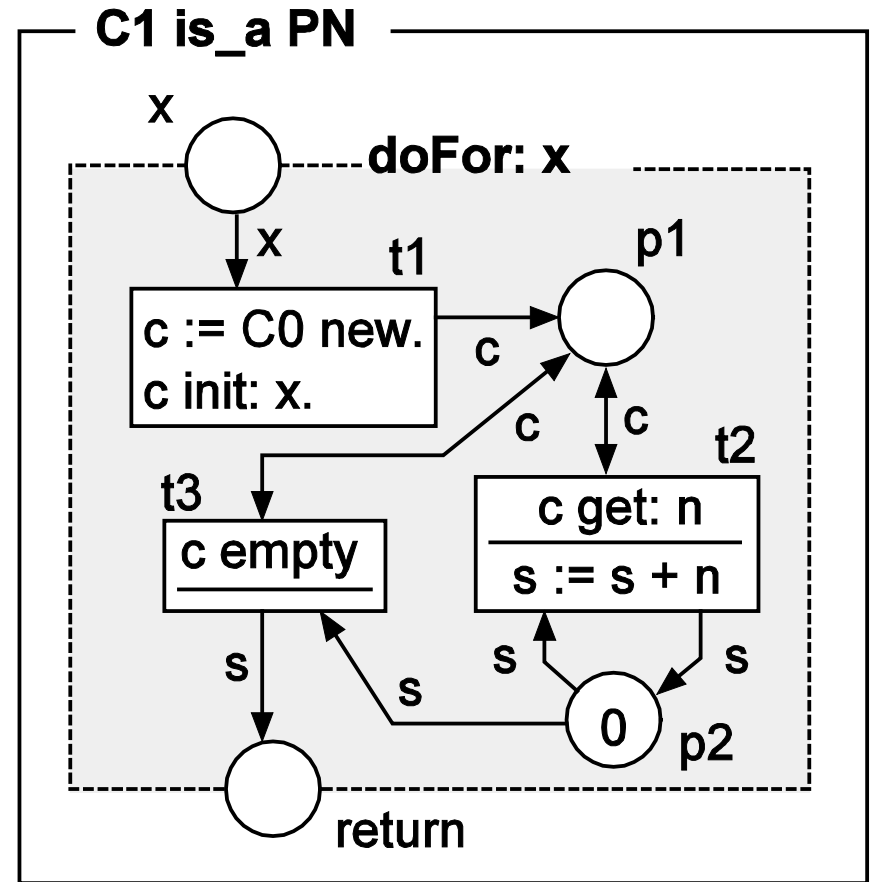 C1 is_a PN
x
doFor: x
x
t1
p1
c := C0 new.
c init: x.
c
c
c
t2
t3
c get: n
c empty
s := s + n
s
s
s
s
0
p2
return